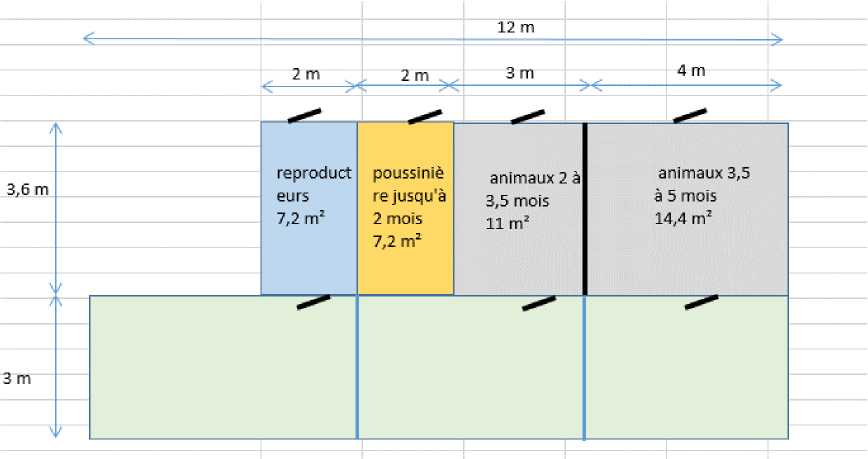 12 m
2 m
2 m
3 m
4 m
3,6 m
reproduct
eurs
7,2 m²
poussiniè
re jusqu'à
2 mois
7,2 m²
animaux 2 à
3,5 mois
11 m²
animaux 3,5
à 5 mois
14,4 m²
3 m